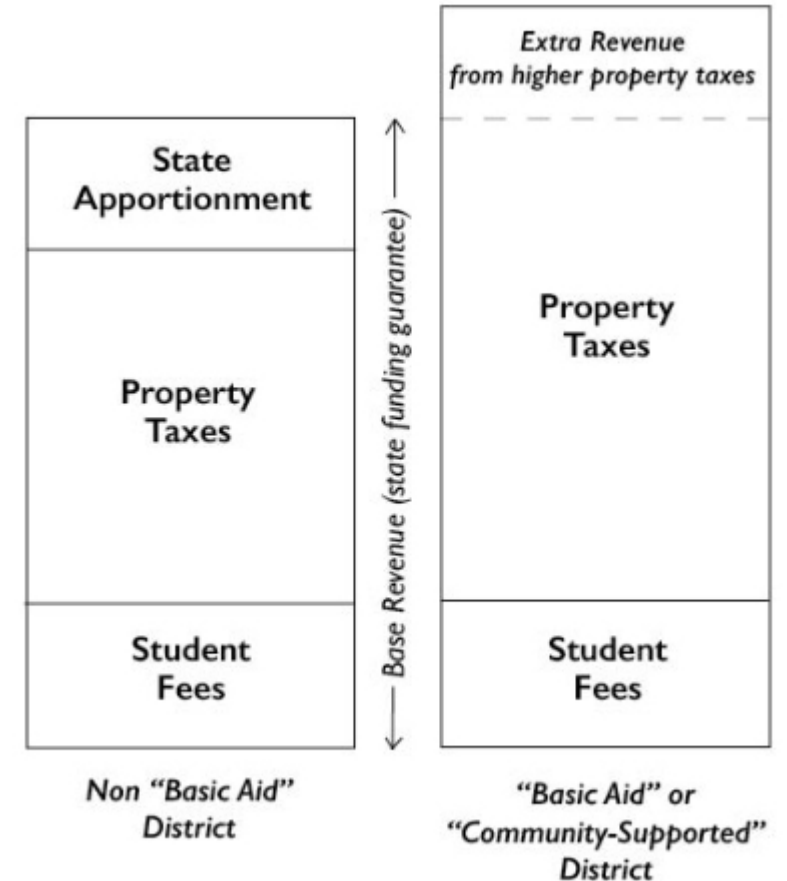 State
Apportionment
Property
Taxes
Student
Fees
Non “Basic Aid”
District
Base Revenue (state funding guarantee)
Extra Revenue
from higher property taxes
Property
Taxes
Student
Fees
“Basic Aid” or
“Community-Supported”
District